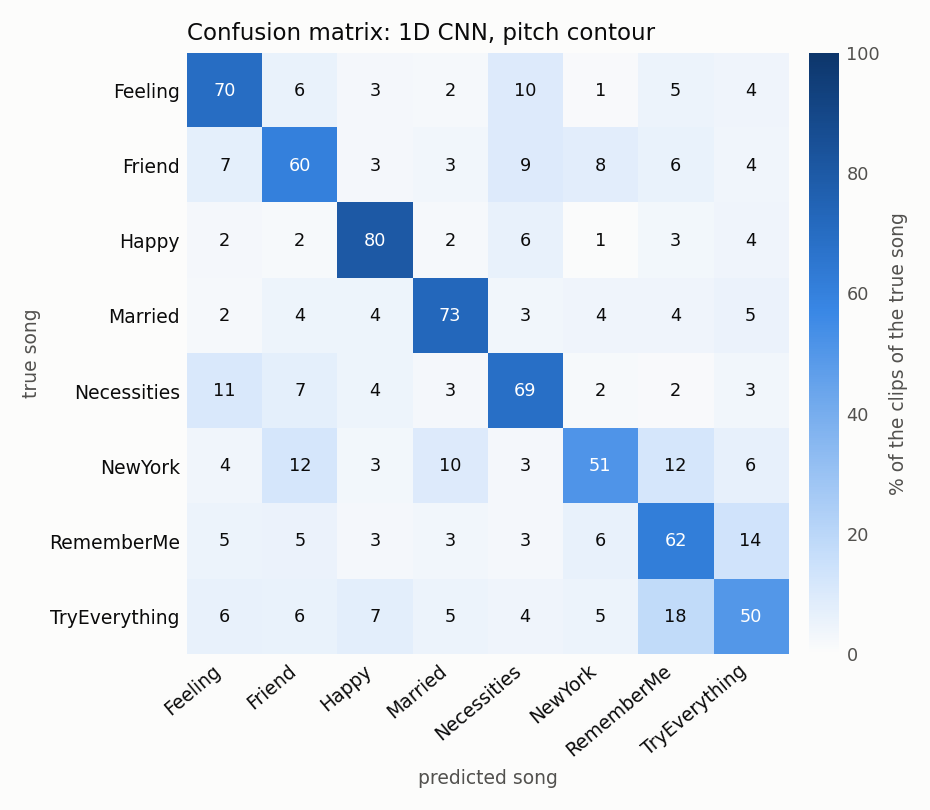 Confusion matrix: 1D CNN, pitch contour
Feeling 70 6 3 2 10 1 5 4
Friend 7 60 3 3 9 8 6 4
Happy 2 2 80 2 6 1 3 4
Married 2 4 4 73 3 4 4 5
Necessities 11 7 4 3 69 2 2 3
NewYork 4 12 3 10 3 51 12 6
RememberMe 5 5 3 3 3 6 62 14
TryEverything 6 6 7 5 4 5 18 50
Feeling Friend Happy Married Necessities NewYork RememberMe TryEverything
predicted song
true song
100
80
60
40
20
0
% of the clips of the true song